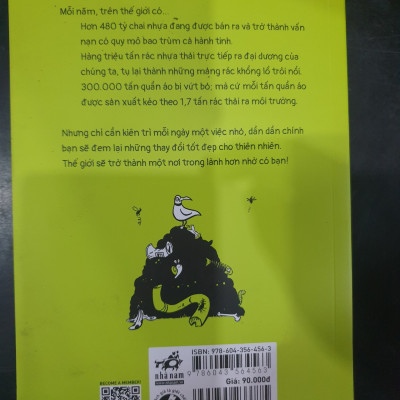 Mỗi năm, trên thế giới có...
Hơn 480 tỷ chai nhựa đang được bán ra và trở thành vấn
nạn có quy mô bao trùm cả hành tinh.
Hàng triệu tấn rác nhựa thải trực tiếp ra đại dương của
chúng ta, tụ lại thành những mảng rác khổng lồ trôi nổi.
300.000 tấn quần áo bị vứt bỏ; mà cứ mỗi tấn quần áo
được sản xuất kéo theo 1,7 tấn rác thải ra môi trường.
Nhưng chỉ cần kiên trì mỗi ngày một việc nhỏ, dần dần chính
bạn sẽ đem lại những thay đổi tốt đẹp cho thiên nhiên.
Thế giới sẽ trở thành một nơi trong lành hơn nhờ có bạn!
ISBN: 978-604-356-456-3
9 786043 564563
nhã nam
Giá: 90.000đ
BECOME A MEMBER!